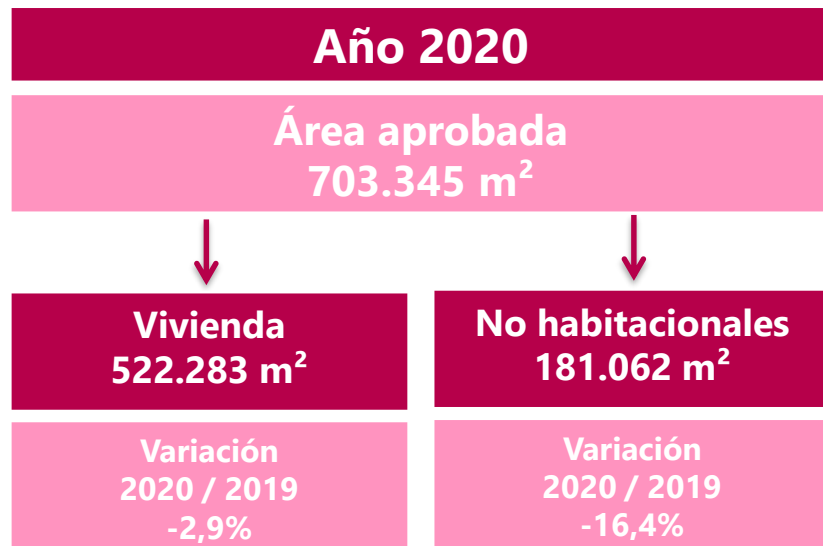 Año 2020
Área aprobada
703.345 m²
Vivienda
522.283 m²
No habitacionales
181.062 m²
Variación
2020 / 2019
-2,9%
Variación
2020 / 2019
-16,4%